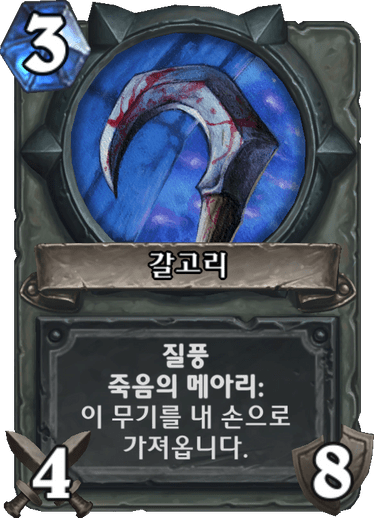 3
갈고리
질풍
죽음의 메아리:
이 무기를 내 손으로
가져옵니다.
4
8